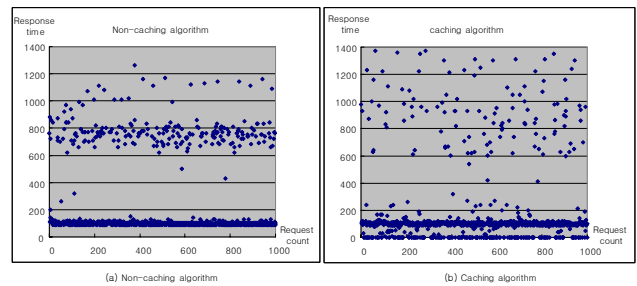 Response
time
Non-caching algorithm
1400
1200
1000
800
600
400
200
0
0
200
400
600
800
1000
Request
count
(a) Non-caching algorithm
Response
time
caching algorithm
1400
1200
1000
800
600
400
200
0
0
200
400
600
800
1000
Request
count
(b) Caching algorithm